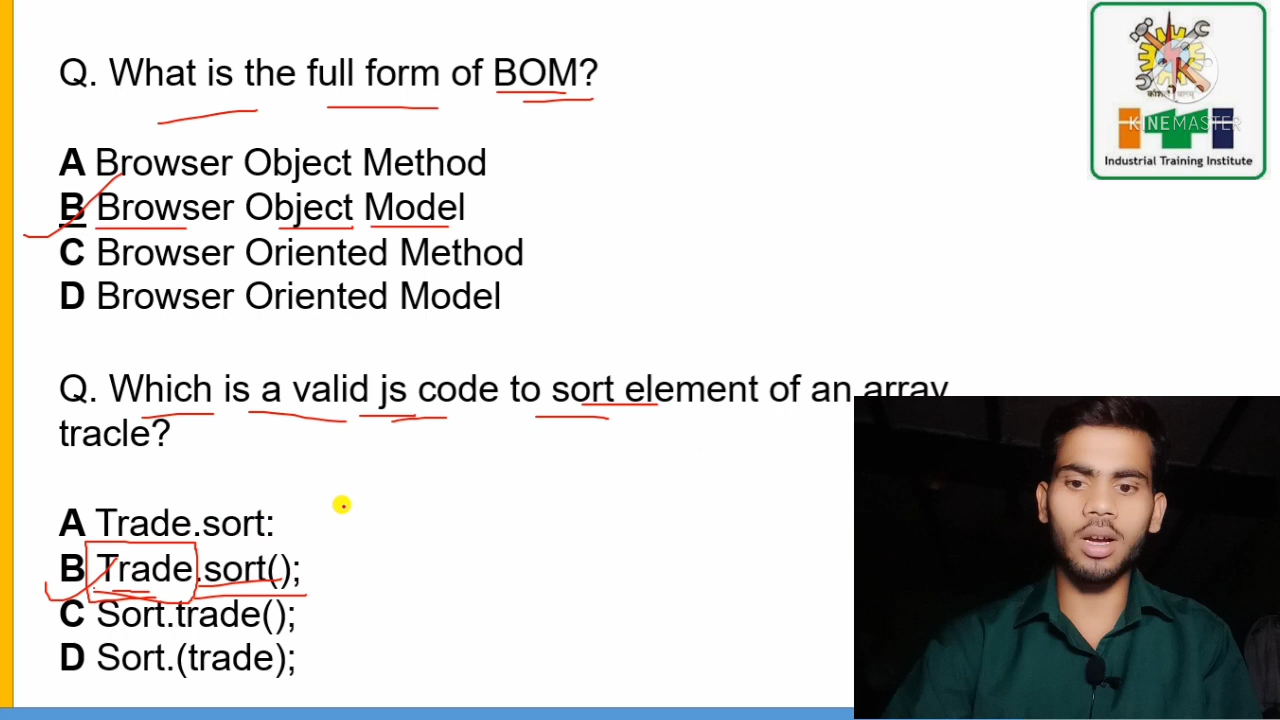 Q. What is the full form of BOM?
A Browser Object Method
B Browser Object Model
C Browser Oriented Method
D Browser Oriented Model
Q. Which is a valid js code to sort element of an array
tracle?
A Trade.sort:
B Trade.sort();
C Sort.trade();
D Sort.(trade);
KINEMASTER
Industrial Training Institute